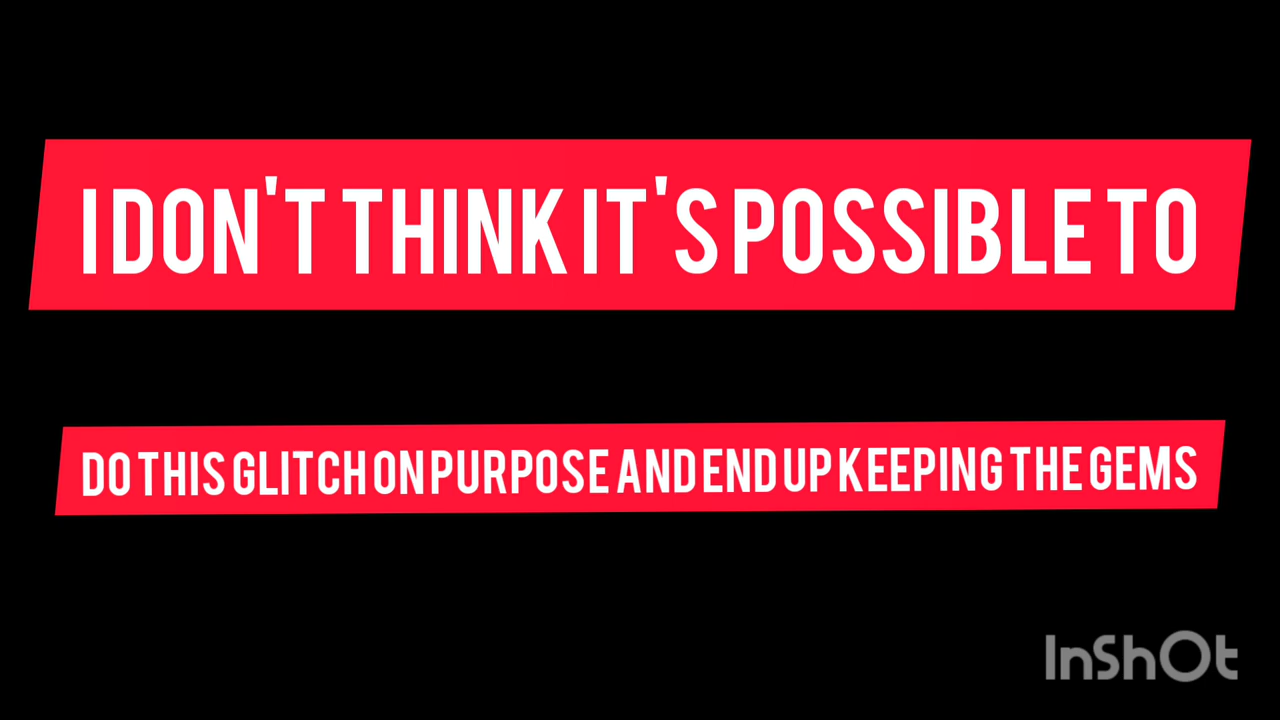 I DON'T THINK IT'S POSSIBLE TO
DO THIS GLITCH ON PURPOSE AND END UP KEEPING THE GEMS
InShOt